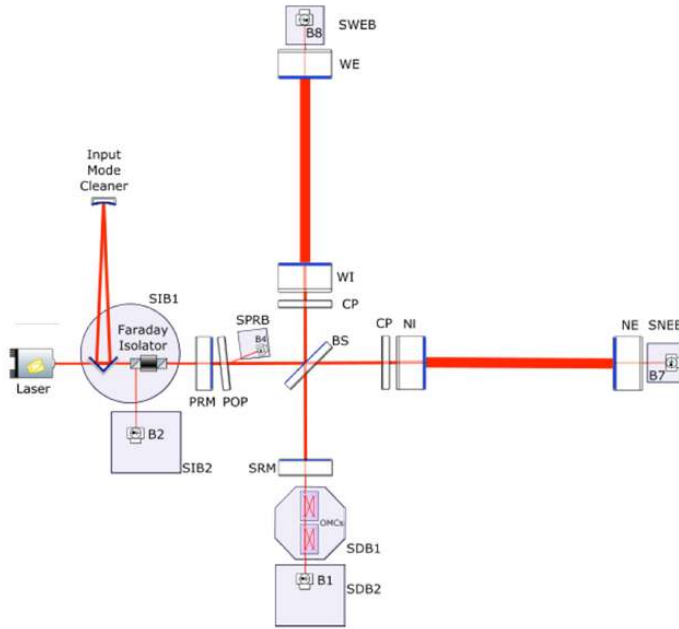 SWEB
B8
WE
Input
Mode
Cleaner
WI
SIB1
CP
SPRB
Faraday
Isolator
B4
BS
CP
NI
NE
SNEB
B7
Laser
PRM
POP
B2
SRM
SIB2
OMCs
SDB1
B1
SDB2